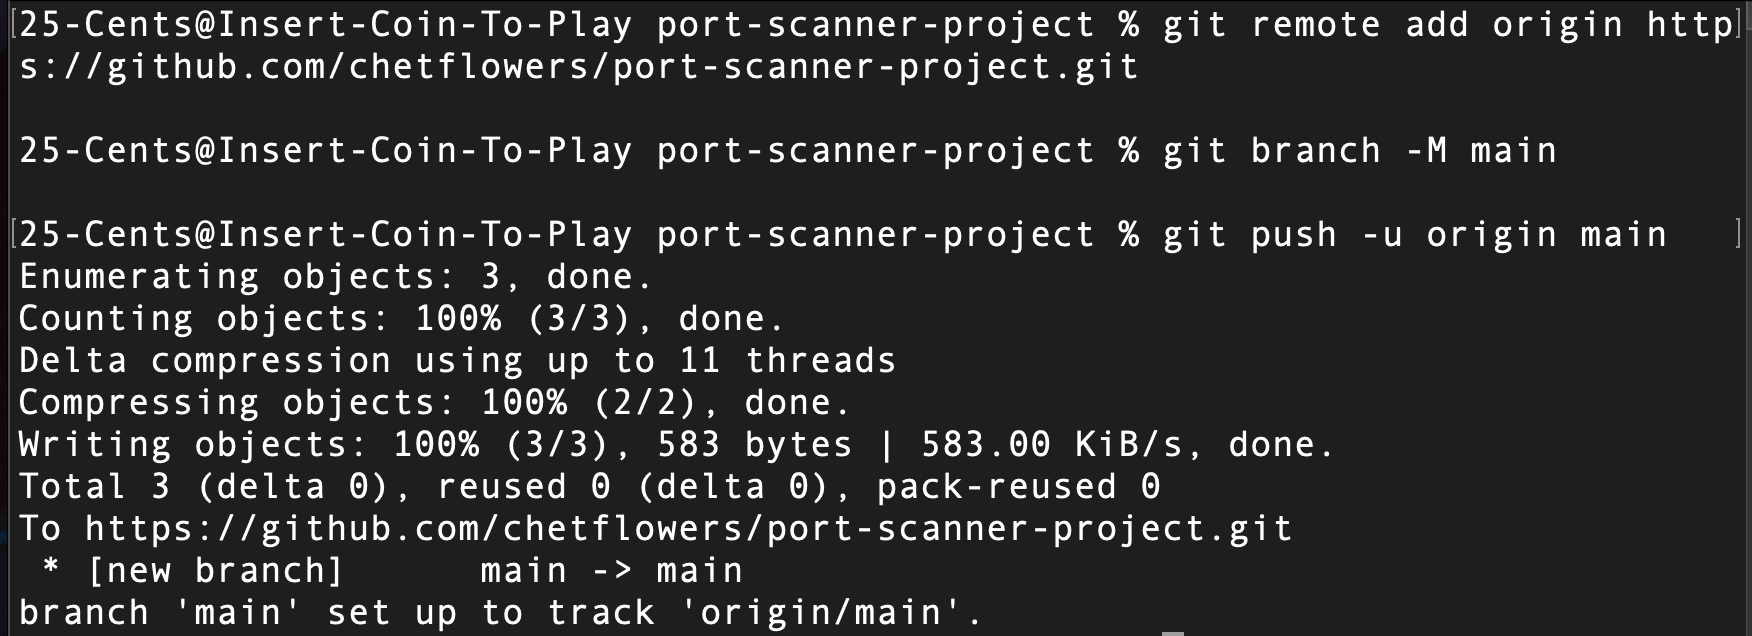 [25-Cents@Insert-Coin-To-Play port-scanner-project % git remote add origin http]
s://github.com/chetflowers/port-scanner-project.git
25-Cents@Insert-Coin-To-Play port-scanner-project % git branch -M main
[25-Cents@Insert-Coin-To-Play port-scanner-project % git push -u origin main ]
Enumerating objects: 3, done.
Counting objects: 100% (3/3), done.
Delta compression using up to 11 threads
Compressing objects: 100% (2/2), done.
Writing objects: 100% (3/3), 583 bytes | 583.00 KiB/s, done.
Total 3 (delta 0), reused 0 (delta 0), pack-reused 0
To https://github.com/chetflowers/port-scanner-project.git
 * [new branch]      main -> main
branch 'main' set up to track 'origin/main'.